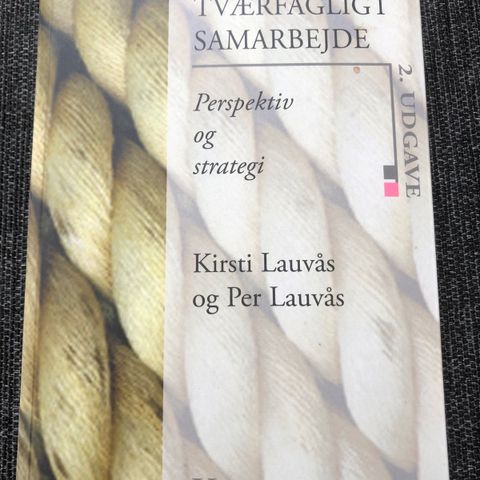 TVÆRFAGLIGT
SAMARBEJDE
2. UDGAVE
Perspektiv
og
strategi
Kirsti Lauvås
og Per Lauvås